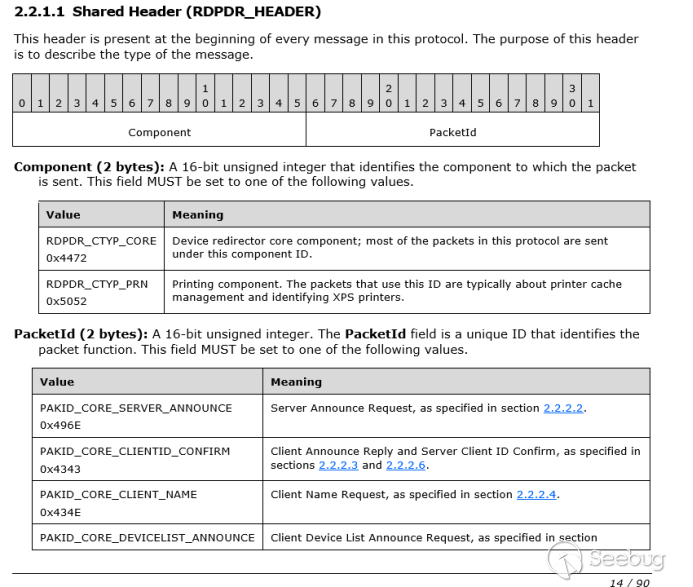 2.2.1.1 Shared Header (RDPDR_HEADER)
This header is present at the beginning of every message in this protocol. The purpose of this header
is to describe the type of the message.
1 2 3
0 1 2 3 4 5 6 7 8 9 0 1 2 3 4 5 6 7 8 9 0 1 2 3 4 5 6 7 8 9 0 1
Component PacketId
Component (2 bytes): A 16-bit unsigned integer that identifies the component to which the packet
is sent. This field MUST be set to one of the following values.
Value Meaning
RDPDR_CTYP_CORE Device redirector core component; most of the packets in this protocol are sent
0x4472 under this component ID.
RDPDR_CTYP_PRN Printing component. The packets that use this ID are typically about printer cache
0x5052 management and identifying XPS printers.
PacketId (2 bytes): A 16-bit unsigned integer. The PacketId field is a unique ID that identifies the
packet function. This field MUST be set to one of the following values.
Value Meaning
PAKID_CORE_SERVER_ANNOUNCE Server Announce Request, as specified in section 2.2.2.2.
0x496E
PAKID_CORE_CLIENTID_CONFIRM Client Announce Reply and Server Client ID Confirm, as specified in
0x4343 sections 2.2.2.3 and 2.2.2.6.
PAKID_CORE_CLIENT_NAME Client Name Request, as specified in section 2.2.2.4.
0x434E
PAKID_CORE_DEVICELIST_ANNOUNCE Client Device List Announce Request, as specified in section
Seebug
14 / 90